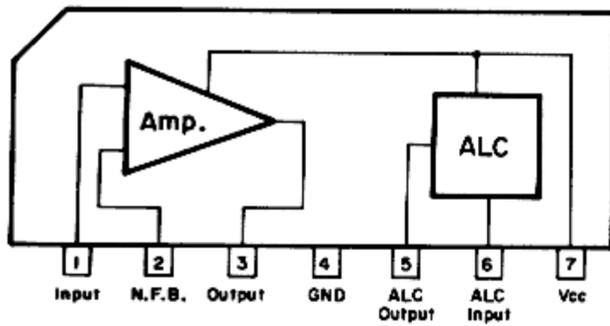 Amp.
ALC
1 2 3 4 5 6 7
Input N.F.B. Output GND ALC Output ALC Input Vcc